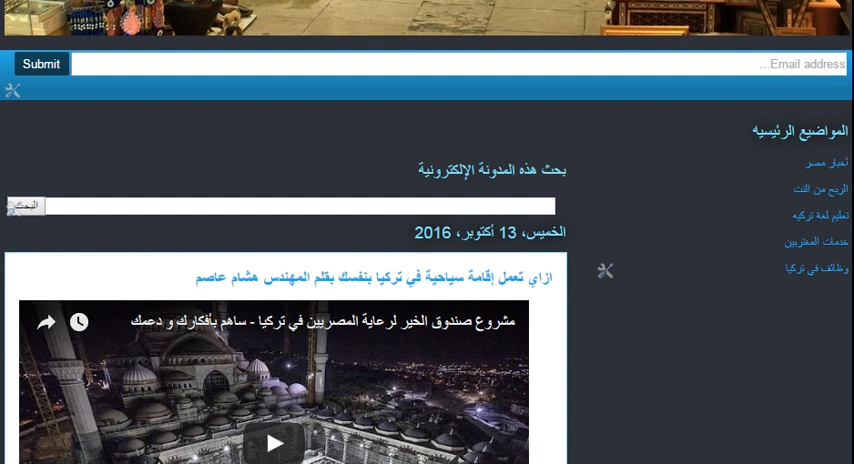 Email address...
Submit
المواضيع الرئيسيه
أخبار مصر
الربح من النت
تعليم لغة تركيه
خدمات المغتربين
وظائف في تركيا
بحث هذه المدونة الإلكترونية
البحث
الخميس، 13 أكتوبر، 2016
ازاي تعمل إقامة سياحية في تركيا بنفسك بقلم المهندس هشام عاصم
مشروع صندوق الخير لرعاية المصريين في تركيا - ساهم بأفكارك و دعمك